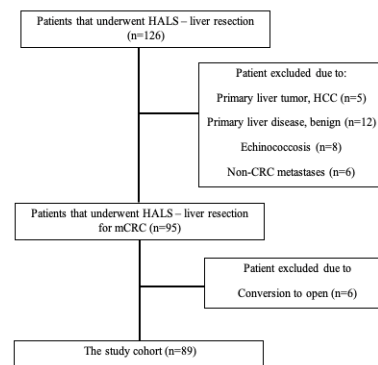 Patients that underwent HALS – liver resection
(n=126)
Patient excluded due to:
Primary liver tumor, HCC (n=5)
Primary liver disease, benign (n=12)
Echinococcosis (n=8)
Non-CRC metastases (n=6)
Patients that underwent HALS – liver resection
for mCRC (n=95)
Patient excluded due to
Conversion to open (n=6)
The study cohort (n=89)